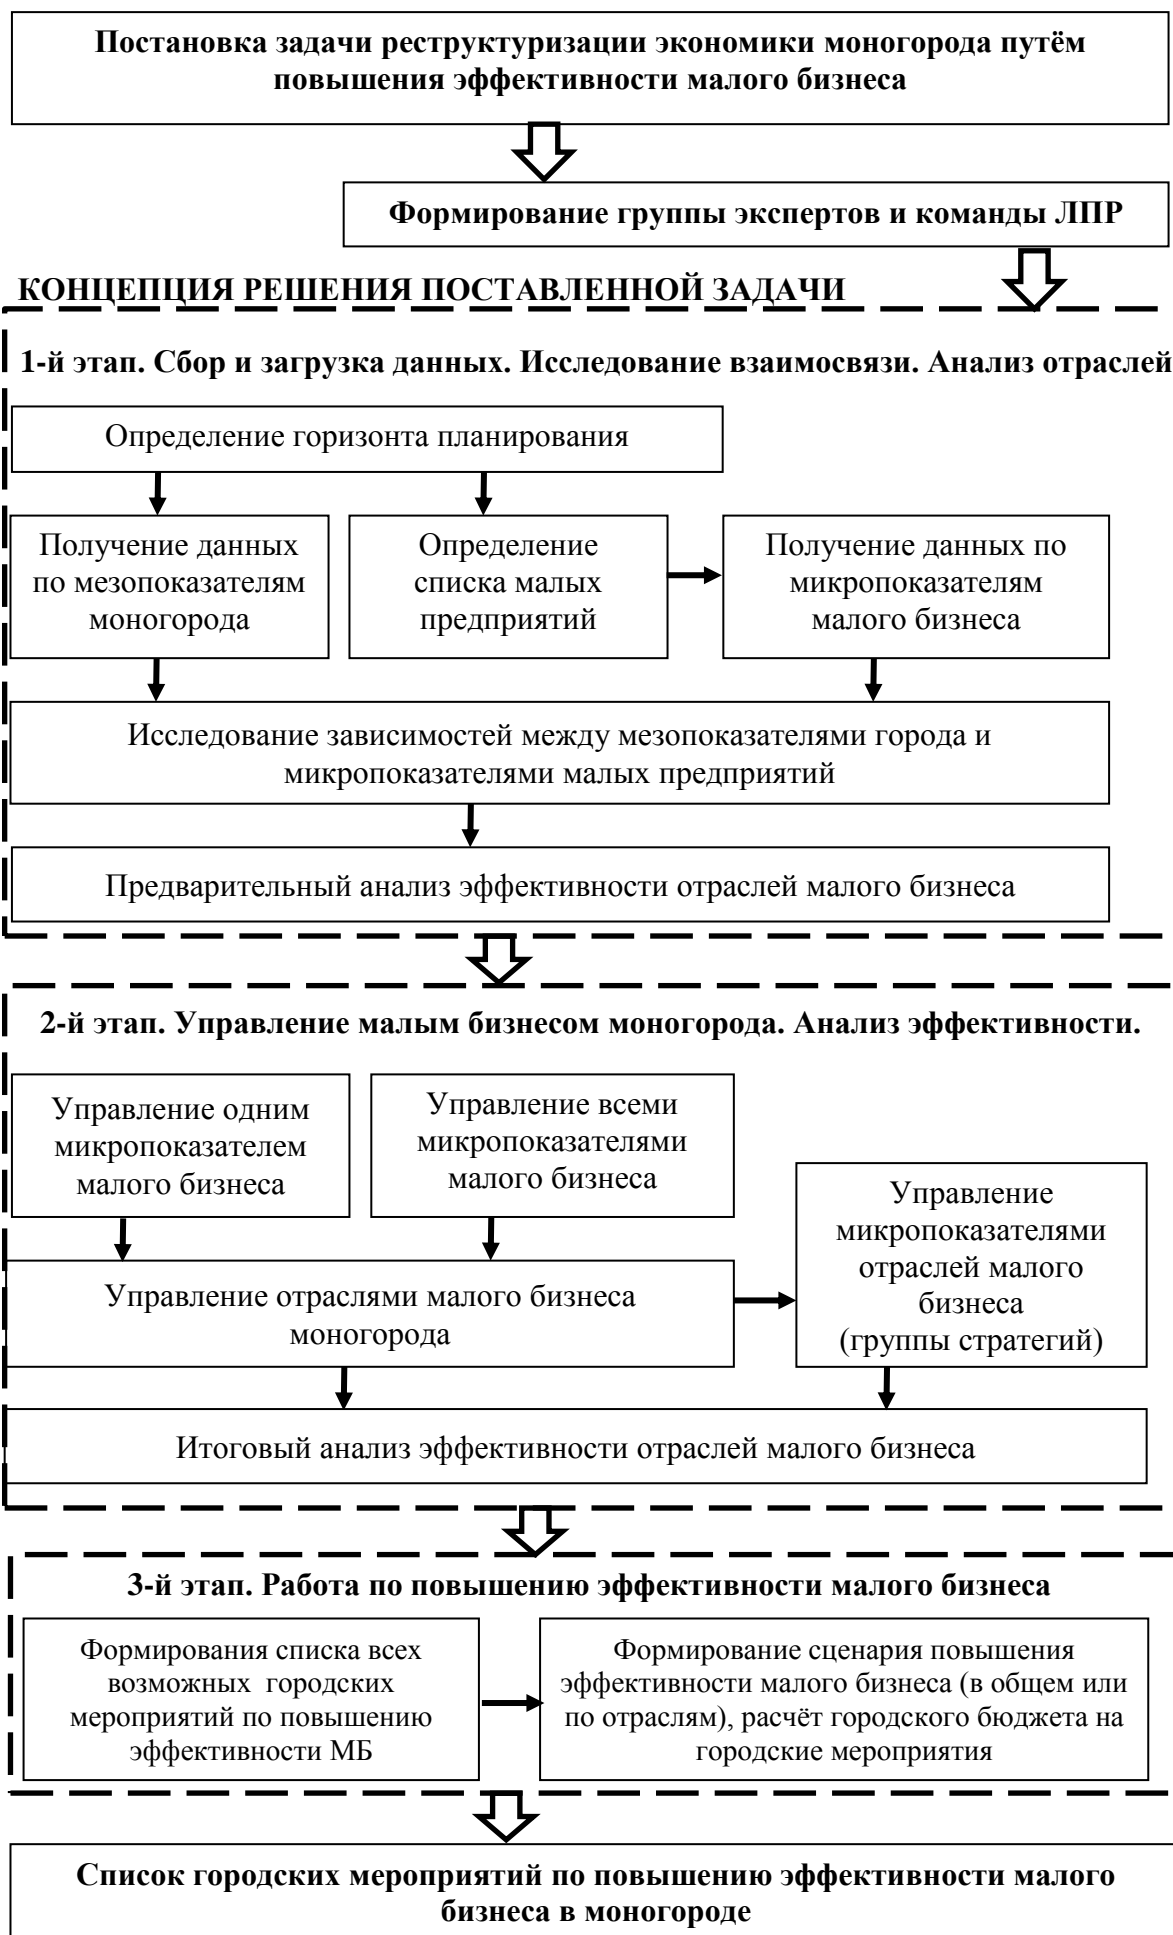 Постановка задачи реструктуризации экономики моногорода путём
повышения эффективности малого бизнеса
Формирование группы экспертов и команды ЛПР
КОНЦЕПЦИЯ РЕШЕНИЯ ПОСТАВЛЕННОЙ ЗАДАЧИ
1-й этап. Сбор и загрузка данных. Исследование взаимосвязи. Анализ отраслей
Определение горизонта планирования
Получение данных
по мезопоказателям
моногорода
Определение
списка малых
предприятий
Получение данных по
микропоказателям
малого бизнеса
Исследование зависимостей между мезопоказателями города и
микропоказателями малых предприятий
Предварительный анализ эффективности отраслей малого бизнеса
2-й этап. Управление малым бизнесом моногорода. Анализ эффективности.
Управление одним
микропоказателем
малого бизнеса
Управление всеми
микропоказателями
малого бизнеса
Управление
микропоказателями
отраслей малого
бизнеса
(группы стратегий)
Управление отраслями малого бизнеса
моногорода
Итоговый анализ эффективности отраслей малого бизнеса
3-й этап. Работа по повышению эффективности малого бизнеса
Формирования списка всех
возможных городских
мероприятий по повышению
эффективности МБ
Формирование сценария повышения
эффективности малого бизнеса (в общем или
по отраслям), расчёт городского бюджета на
городские мероприятия
Список городских мероприятий по повышению эффективности малого
бизнеса в моногороде